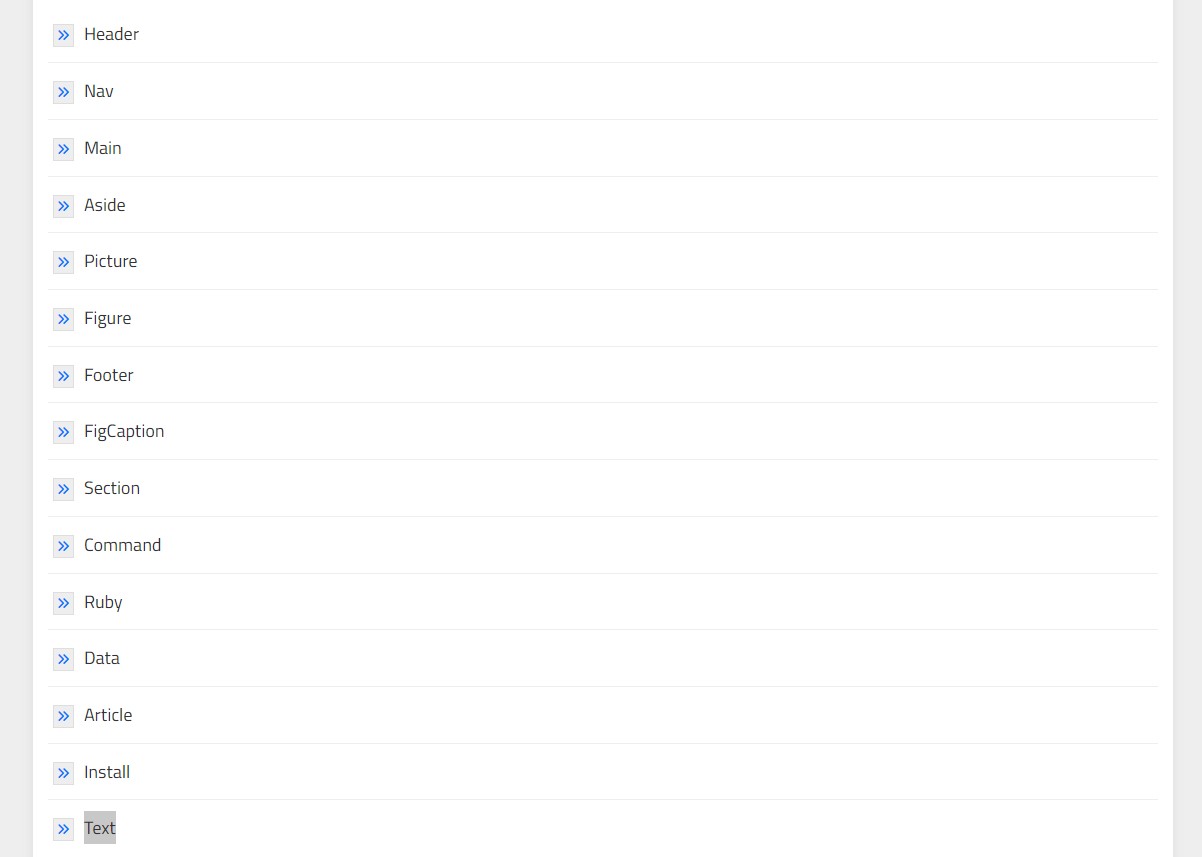 Header
Nav
Main
Aside
Picture
Figure
Footer
FigCaption
Section
Command
Ruby
Data
Article
Install
Text